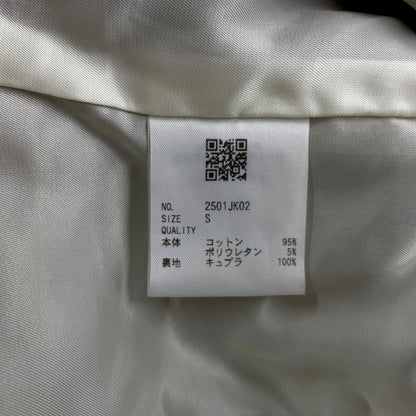 NO. 2501JK02
SIZE S
QUALITY
本体 コットン 95%
ポリウレタン 5%
裏地 キュプラ 100%